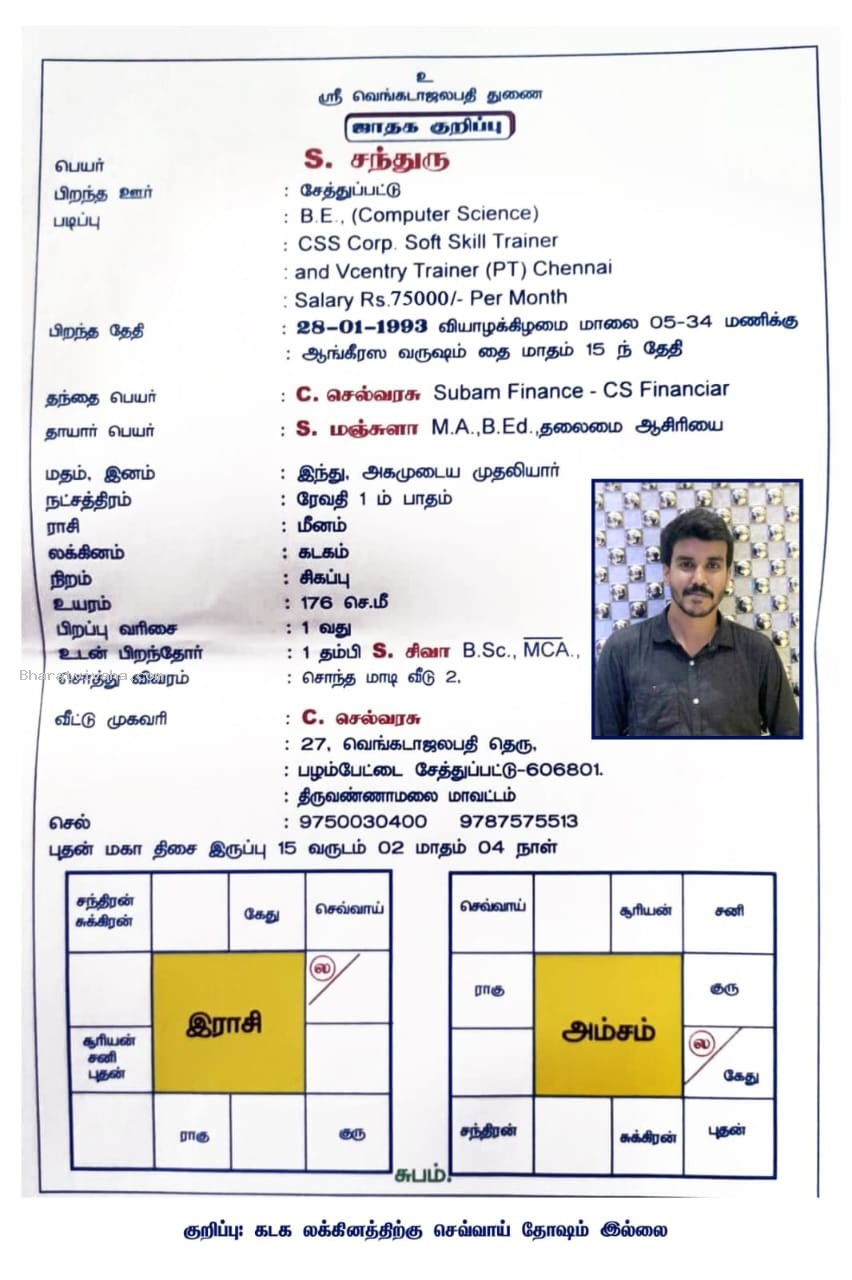 உ
ஸ்ரீ வெங்கடாஜலபதி துணை
ஜாதக குறிப்பு
பெயர் S. சந்துரு
பிறந்த ஊர் : சேத்துப்பட்டு
படிப்பு : B.E., (Computer Science)
: CSS Corp. Soft Skill Trainer
: and Vcentry Trainer (PT) Chennai
: Salary Rs.75000/- Per Month
பிறந்த தேதி : 28-01-1993 வியாழக்கிழமை மாலை 05-34 மணிக்கு
: ஆங்கீரஸ வருஷம் தை மாதம் 15 ந் தேதி
தந்தை பெயர் : C. செல்வரசு Subam Finance - CS Financiar
தாயார் பெயர் : S. மஞ்சுளா M.A.,B.Ed.,தலைமை ஆசிரியை
மதம், இனம் : இந்து, அகமுடைய முதலியார்
நட்சத்திரம் : ரேவதி 1 ம் பாதம்
ராசி : மீனம்
லக்கினம் : கடகம்
நிறம் : சிகப்பு
உயரம் : 176 செ.மீ
பிறப்பு வரிசை : 1 வது
உடன் பிறந்தோர் : 1 தம்பி S. சிவா B.Sc., MCA.,
சொத்து விவரம் : சொந்த மாடி வீடு 2,
வீட்டு முகவரி : C. செல்வரசு
: 27, வெங்கடாஜலபதி தெரு,
: பழம்பேட்டை சேத்துப்பட்டு-606801.
: திருவண்ணாமலை மாவட்டம்
செல் : 9750030400 9787575513
புதன் மகா திசை இருப்பு 15 வருடம் 02 மாதம் 04 நாள்
சந்திரன் சுக்கிரன் கேது செவ்வாய்
ல
இராசி
சூரியன் சனி புதன்
ராகு குரு
செவ்வாய் சூரியன் சனி
ராகு குரு
அம்சம்
ல கேது
சந்திரன் சுக்கிரன் புதன்
சுபம்.
குறிப்பு: கடக லக்கினத்திற்கு செவ்வாய் தோஷம் இல்லை